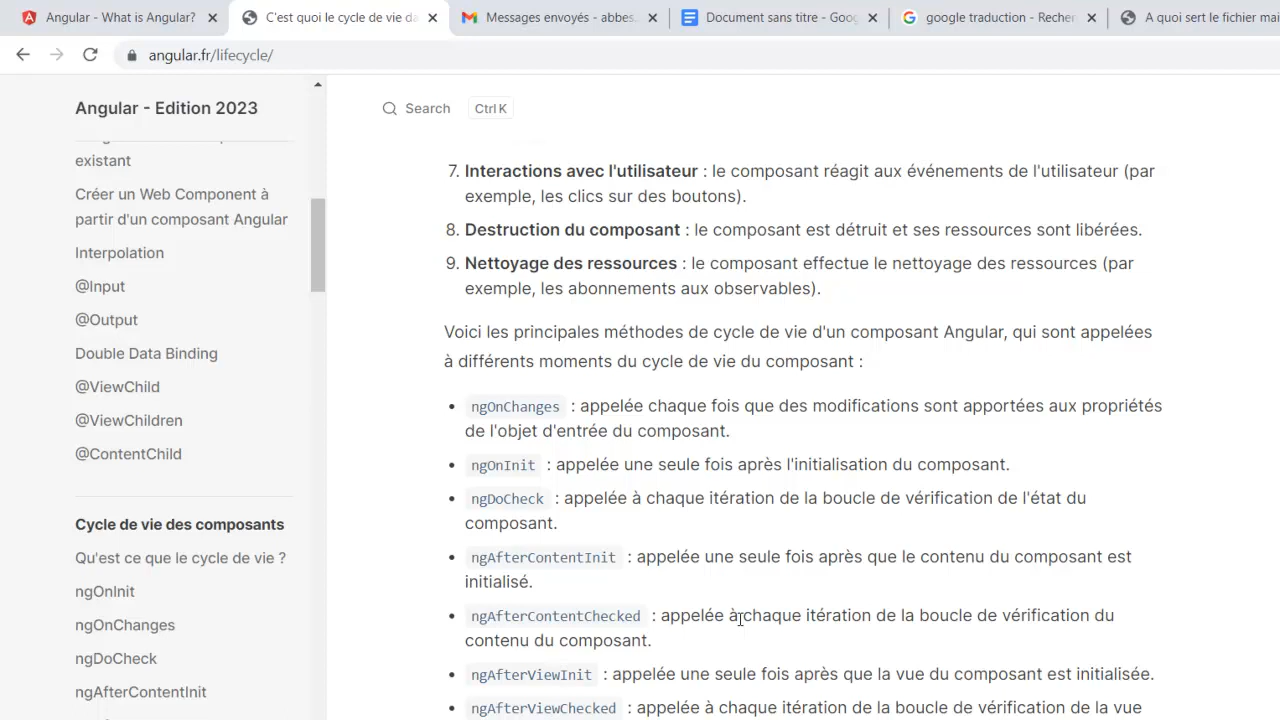 Angular - What is Angular?
C'est quoi le cycle de vie da
Messages envoyés - abbes.
Document sans titre - Goog
google traduction - Recher
A quoi sert le fichier mai
angular.fr/lifecycle/
Angular - Edition 2023
Search Ctrl K
existant
Créer un Web Component à
partir d'un composant Angular
Interpolation
@Input
@Output
Double Data Binding
@ViewChild
@ViewChildren
@ContentChild
Cycle de vie des composants
Qu'est ce que le cycle de vie ?
ngOnInit
ngOnChanges
ngDoCheck
ngAfterContentInit
7. Interactions avec l'utilisateur : le composant réagit aux événements de l'utilisateur (par
exemple, les clics sur des boutons).
8. Destruction du composant : le composant est détruit et ses ressources sont libérées.
9. Nettoyage des ressources : le composant effectue le nettoyage des ressources (par
exemple, les abonnements aux observables).
Voici les principales méthodes de cycle de vie d'un composant Angular, qui sont appelées
à différents moments du cycle de vie du composant :
• ngOnChanges : appelée chaque fois que des modifications sont apportées aux propriétés
de l'objet d'entrée du composant.
• ngOnInit : appelée une seule fois après l'initialisation du composant.
• ngDoCheck : appelée à chaque itération de la boucle de vérification de l'état du
composant.
• ngAfterContentInit : appelée une seule fois après que le contenu du composant est
initialisé.
• ngAfterContentChecked : appelée à chaque itération de la boucle de vérification du
contenu du composant.
• ngAfterViewInit : appelée une seule fois après que la vue du composant est initialisée.
• ngAfterViewChecked : appelée à chaque itération de la boucle de vérification de la vue